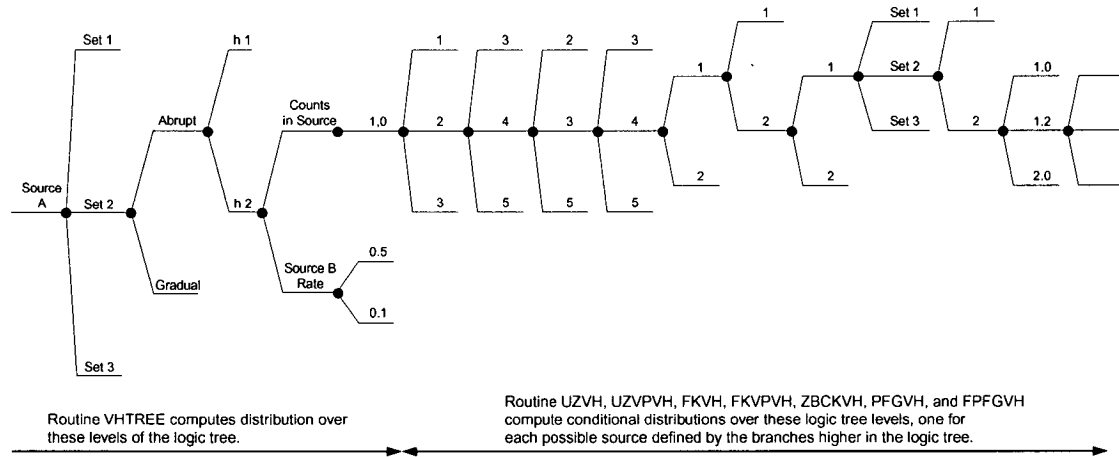 Source
A
Set 1
Set 2
Set 3
Abrupt
Gradual
h 1
h 2
Counts
in Source
Source B
Rate
1,0
0.5
0.1
1
2
3
3
4
5
2
3
5
3
4
5
1
2
1
2
1
2
Set 1
Set 2
Set 3
1
2
1.0
1.2
2.0
Routine VHTREE computes distribution over
these levels of the logic tree.
Routine UZVH, UZVPVH, FKVH, FKVPVH, ZBCKVH, PFGVH, and FPFGVH
compute conditional distributions over these logic tree levels, one for
each possible source defined by the branches higher in the logic tree.